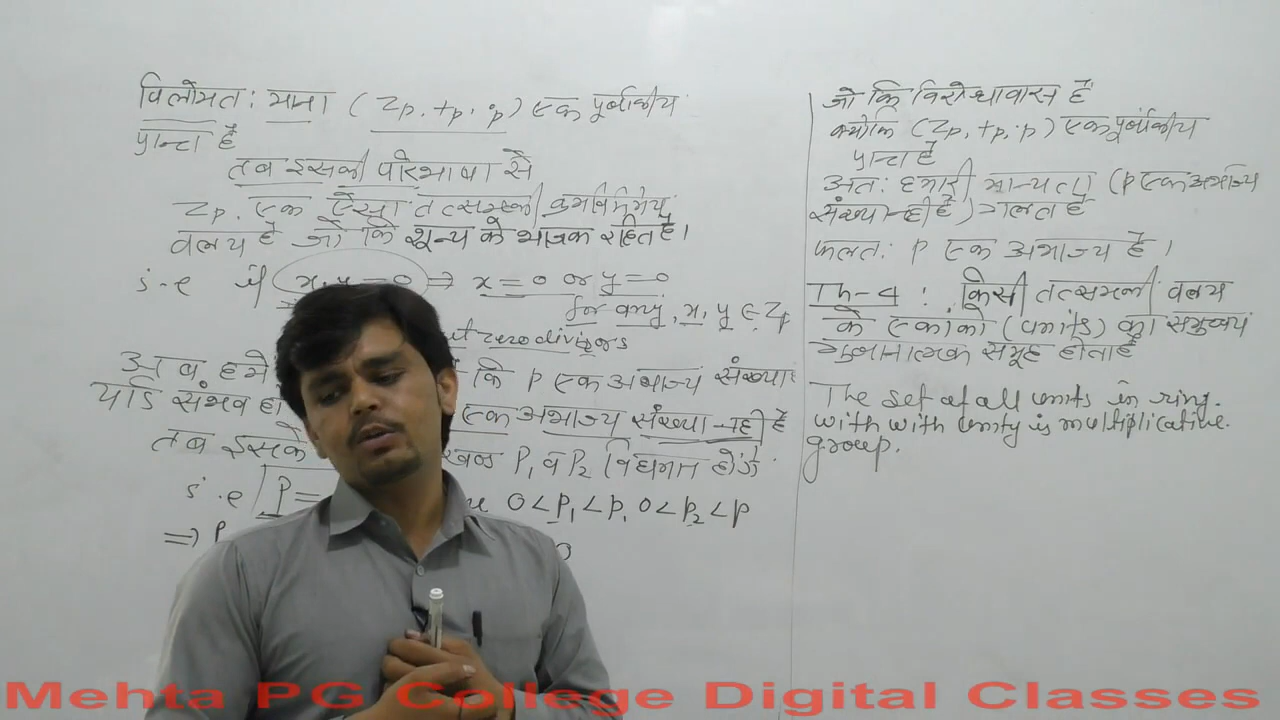 विलोमतः माना (Zp, +p, ·p) एक पूर्णांकीय
प्रान्त है
तब इसकी परिभाषा से
Zp, एक ऐसा तत्समकी क्रमविनिमेय
वलय है जो कि शून्य के भाजक रहित है।
i.e if x, y = 0 ⇒ x = 0 or y = 0
for any, x, y ∈ Zp
zero divisors
अब हमें कि p एक अभाज्य संख्या
यदि संभव हो एक अभाज्य संख्या नहीं है
तब इसके P₁ व P₂ विद्यमान होंगे
i.e P = 0 < p₁ < p, 0 < p₂ < p
⇒ P 0
जो कि विरोधाभास है
क्योंकि (Zp, +p, ·p) एक पूर्णांकीय
प्रान्त है
अतः हमारी मान्यता (P एक अभाज्य
संख्या नहीं है) गलत है
फलतः P एक अभाज्य है।
Th-4 : किसी तत्समकी वलय
के एकांकों (units) का समुच्चय
गुणनात्मक समूह होता है
The set of all units in ring.
with with unity is multiplicative.
group.
Mehta PG College Digital Classes